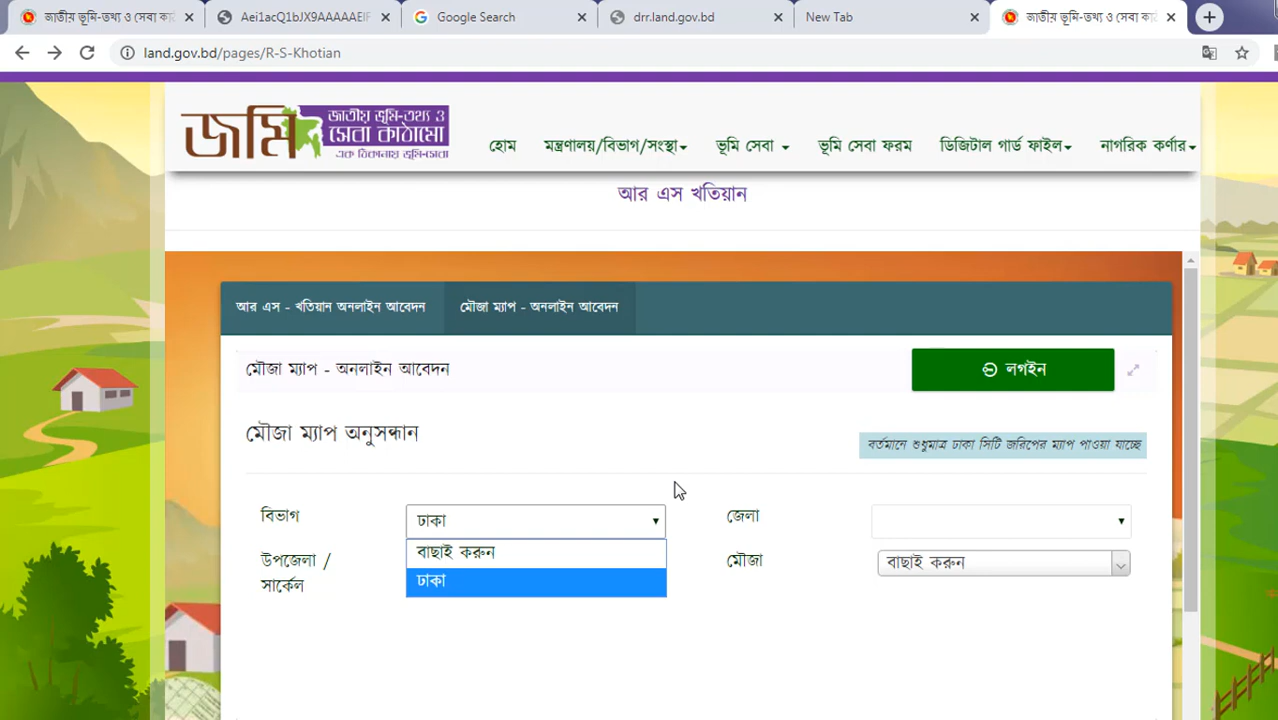 জাতীয় ভূমি-তথ্য ও সেবা কা
Aei1acQ1bJX9AAAAAEIF
Google Search
drr.land.gov.bd
New Tab
জাতীয় ভূমি-তথ্য ও সেবা কা
land.gov.bd/pages/R-S-Khotian
জমি
জাতীয় ভূমি-তথ্য ও
সেবা কাঠামো
এক ঠিকানায় ভূমি-সেবা
হোম মন্ত্রণালয়/বিভাগ/সংস্থা ভূমি সেবা ভূমি সেবা ফরম ডিজিটাল গার্ড ফাইল নাগরিক কর্ণার
আর এস খতিয়ান
আর এস - খতিয়ান অনলাইন আবেদন মৌজা ম্যাপ - অনলাইন আবেদন
মৌজা ম্যাপ - অনলাইন আবেদন লগইন
মৌজা ম্যাপ অনুসন্ধান
বর্তমানে শুধুমাত্র ঢাকা সিটি জরিপের ম্যাপ পাওয়া যাচ্ছে
বিভাগ ঢাকা জেলা
বাছাই করুন
ঢাকা
উপজেলা /
সার্কেল
মৌজা বাছাই করুন